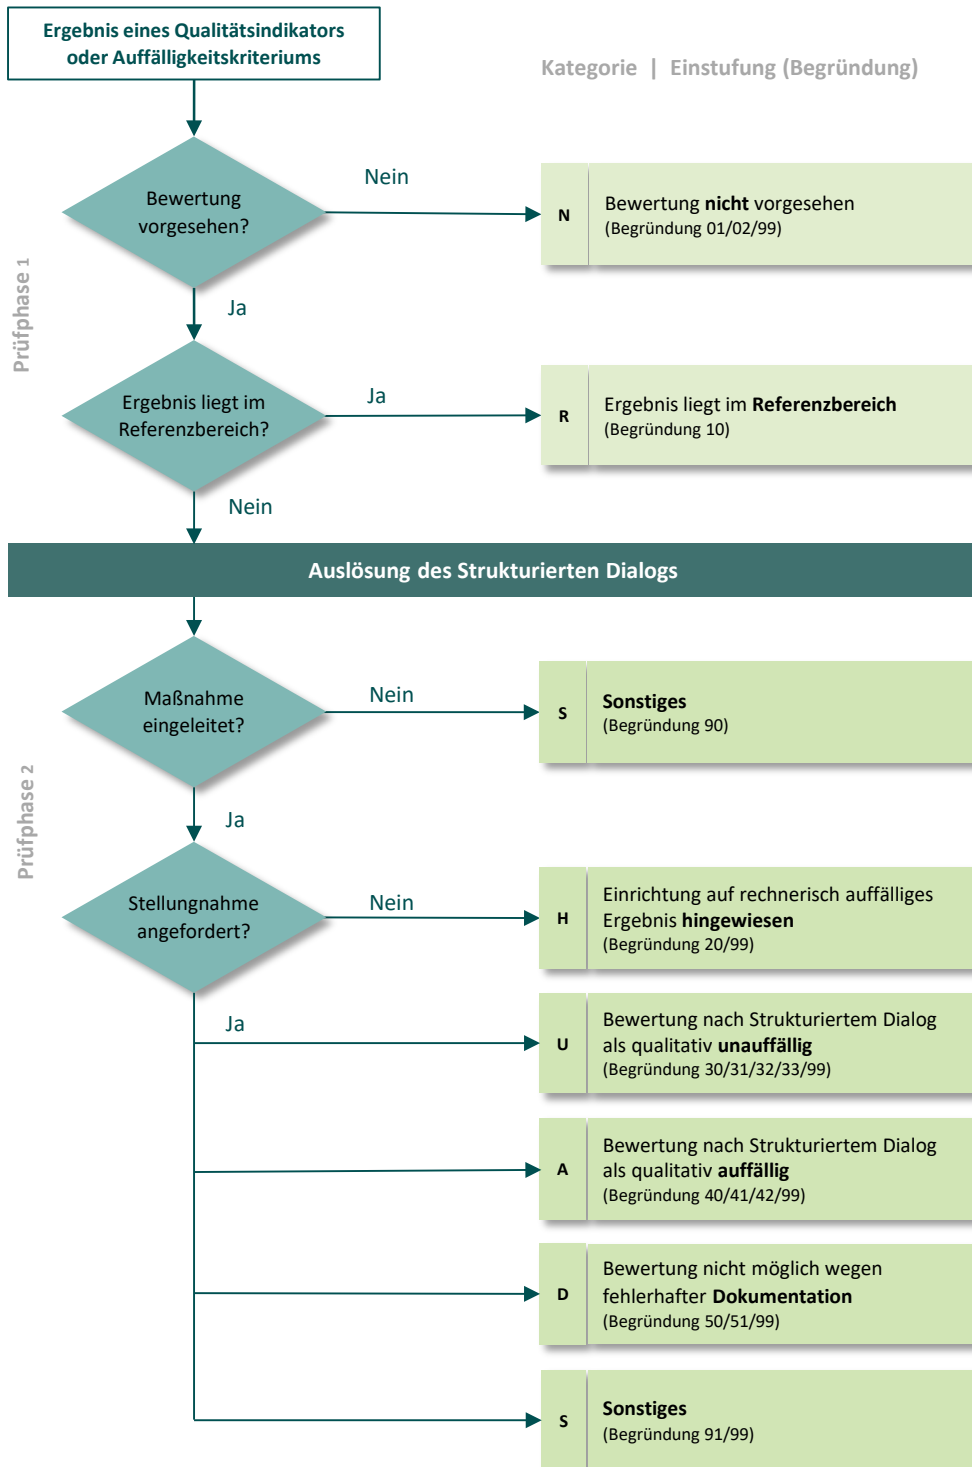 Ergebnis eines Qualitätsindikators
oder Auffälligkeitskriteriums
Kategorie | Einstufung (Begründung)
Prüfphase 1
Bewertung
vorgesehen?
Nein
N
Bewertung nicht vorgesehen
(Begründung 01/02/99)
Ja
Ergebnis liegt im
Referenzbereich?
Ja
R
Ergebnis liegt im Referenzbereich
(Begründung 10)
Nein
Auslösung des Strukturierten Dialogs
Prüfphase 2
Maßnahme
eingeleitet?
Nein
S
Sonstiges
(Begründung 90)
Ja
Stellungnahme
angefordert?
Nein
H
Einrichtung auf rechnerisch auffälliges
Ergebnis hingewiesen
(Begründung 20/99)
Ja
U
Bewertung nach Strukturiertem Dialog
als qualitativ unauffällig
(Begründung 30/31/32/33/99)
A
Bewertung nach Strukturiertem Dialog
als qualitativ auffällig
(Begründung 40/41/42/99)
D
Bewertung nicht möglich wegen
fehlerhafter Dokumentation
(Begründung 50/51/99)
S
Sonstiges
(Begründung 91/99)